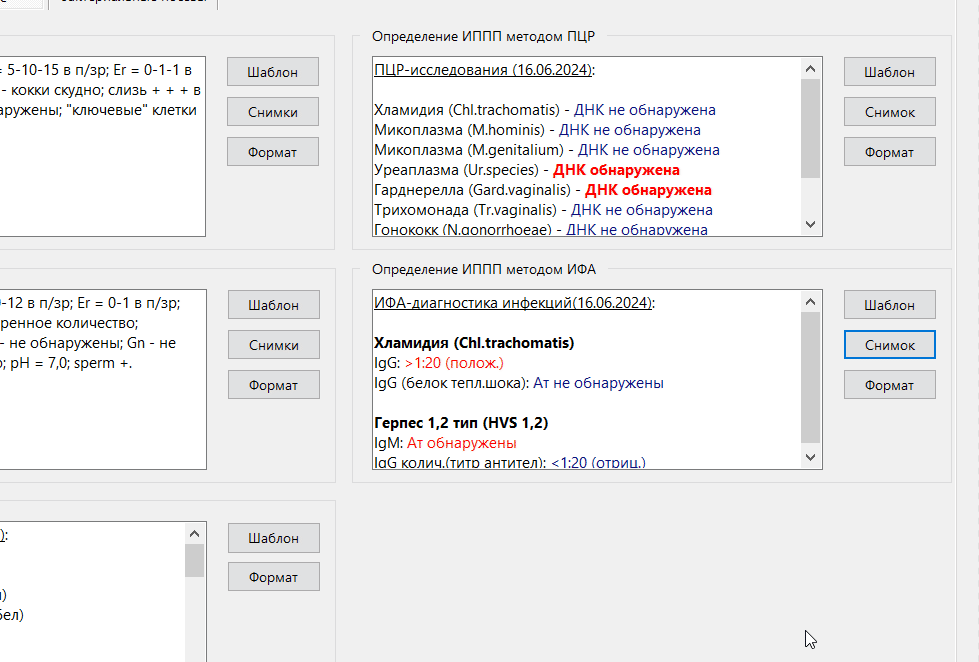 Определение ИППП методом ПЦР
= 5-10-15 в п/зр; Er = 0-1-1 в
- кокки скудно; слизь + + + в
аружены; "ключевые" клетки
Шаблон
Снимки
Формат
ПЦР-исследования (16.06.2024):
Хламидия (Chl.trachomatis) - ДНК не обнаружена
Микоплазма (M.hominis) - ДНК не обнаружена
Микоплазма (M.genitalium) - ДНК не обнаружена
Уреаплазма (Ur.species) - ДНК обнаружена
Гарднерелла (Gard.vaginalis) - ДНК обнаружена
Трихомонада (Tr.vaginalis) - ДНК не обнаружена
Гонококк (N.gonorrhoeae) - ДНК не обнаружена
Шаблон
Снимок
Формат
Определение ИППП методом ИФА
-12 в п/зр; Er = 0-1 в п/зр;
ренное количество;
- не обнаружены; Gn - не
; pH = 7,0; sperm +.
Шаблон
Снимки
Формат
ИФА-диагностика инфекций(16.06.2024):
Хламидия (Chl.trachomatis)
IgG: >1:20 (полож.)
IgG (белок тепл.шока): Ат не обнаружены
Герпес 1,2 тип (HVS 1,2)
IgM: Ат обнаружены
IgG колич.(титр антител): <1:20 (отриц.)
Шаблон
Снимок
Формат
):
)
бел)
Шаблон
Формат